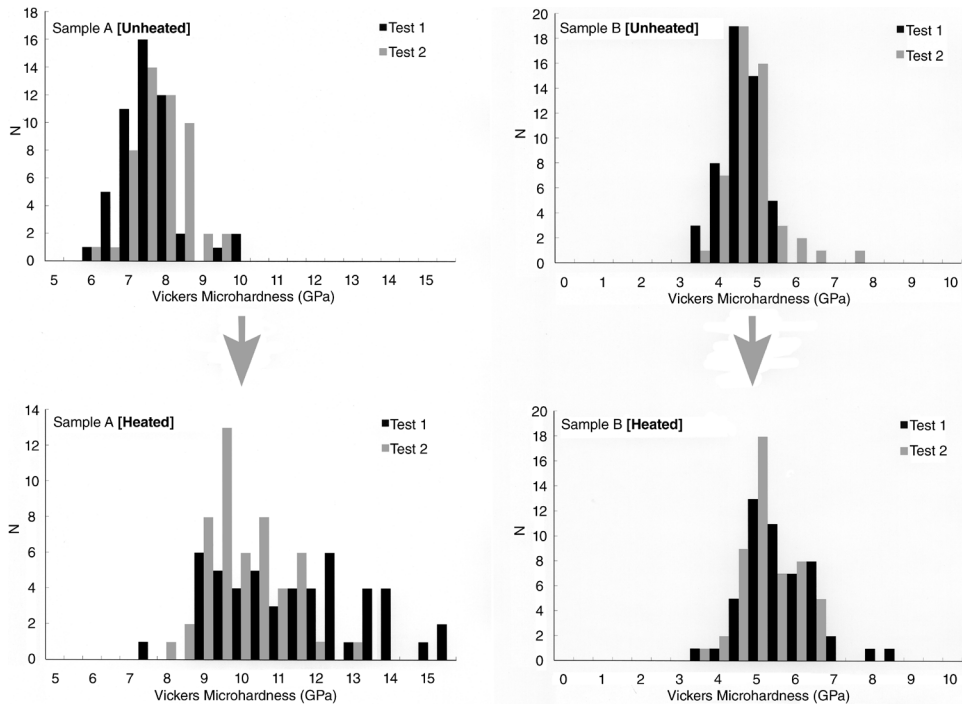 Sample A [Unheated]
Test 1
Test 2
18
16
14
12
10
8
6
4
2
0
N
5 6 7 8 9 10 11 12 13 14 15
Vickers Microhardness (GPa)
Sample B [Unheated]
Test 1
Test 2
20
18
16
14
12
10
8
6
4
2
0
N
0 1 2 3 4 5 6 7 8 9 10
Vickers Microhardness (GPa)
Sample A [Heated]
Test 1
Test 2
14
12
10
8
6
4
2
0
N
5 6 7 8 9 10 11 12 13 14 15
Vickers Microhardness (GPa)
Sample B [Heated]
Test 1
Test 2
20
18
16
14
12
10
8
6
4
2
0
N
0 1 2 3 4 5 6 7 8 9 10
Vickers Microhardness (GPa)